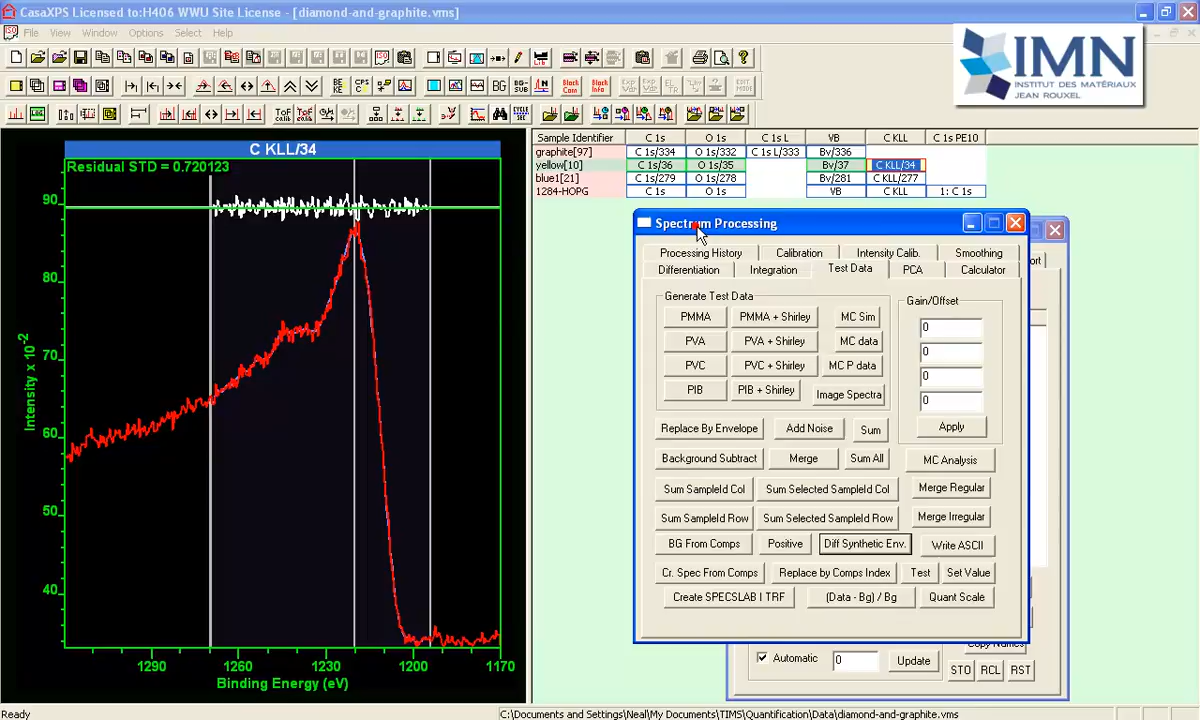 CasaXPS Licensed to:H406 WWU Site License - [diamond-and-graphite.vms]
File View Window Options Select Help
IMN
INSTITUT DES MATÉRIAUX
JEAN ROUXEL
C KLL/34
Residual STD = 0.720123
Intensity x 10⁻²
90
80
70
60
50
40
1290 1260 1230 1200 1170
Binding Energy (eV)
Sample Identifier C 1s O 1s C 1s L VB C KLL C 1s PE10
graphite[97] C 1s/334 O 1s/332 C 1s L/333 Bv/336
yellow[10] C 1s/36 O 1s/35 Bv/37 C KLL/34
blue1[21] C 1s/279 O 1s/278 Bv/281 C KLL/277
1284-HOPG C 1s O 1s VB C KLL 1: C 1s
Spectrum Processing
Processing History Calibration Intensity Calib. Smoothing
Differentiation Integration Test Data PCA Calculator
Generate Test Data
PMMA PMMA + Shirley MC Sim
PVA PVA + Shirley MC data
PVC PVC + Shirley MC P data
PIB PIB + Shirley Image Spectra
Gain/Offset
0
0
0
0
Apply
Replace By Envelope Add Noise Sum
Background Subtract Merge Sum All MC Analysis
Sum SampleId Col Sum Selected SampleId Col Merge Regular
Sum SampleId Row Sum Selected SampleId Row Merge Irregular
BG From Comps Positive Diff Synthetic Env. Write ASCII
Cr. Spec From Comps Replace by Comps Index Test Set Value
Create SPECSLAB I TRF (Data - Bg) / Bg Quant Scale
Copy Names
Automatic 0 Update STO RCL RST
Ready C:\Documents and Settings\Neal\My Documents\TIMS\Quantification\Data\diamond-and-graphite.vms